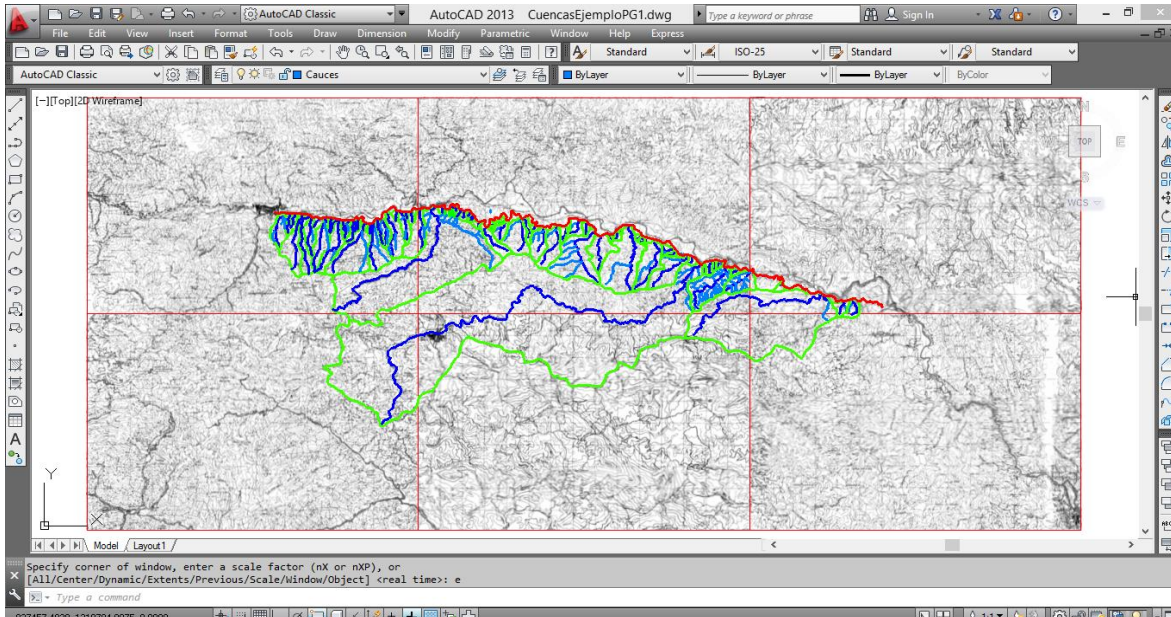 AutoCAD Classic AutoCAD 2013 CuencasEjemploPG1.dwg Type a keyword or phrase Sign In
File Edit View Insert Format Tools Draw Dimension Modify Parametric Window Help Express
Standard ISO-25 Standard Standard
AutoCAD Classic Cauces ByLayer ByLayer ByLayer ByColor
[−][Top][2D Wireframe]
N
TOP E
S
WCS
Y
X
Model Layout1
Specify corner of window, enter a scale factor (nX or nXP), or
[All/Center/Dynamic/Extents/Previous/Scale/Window/Object] <real time>: e
Type a command
1:1